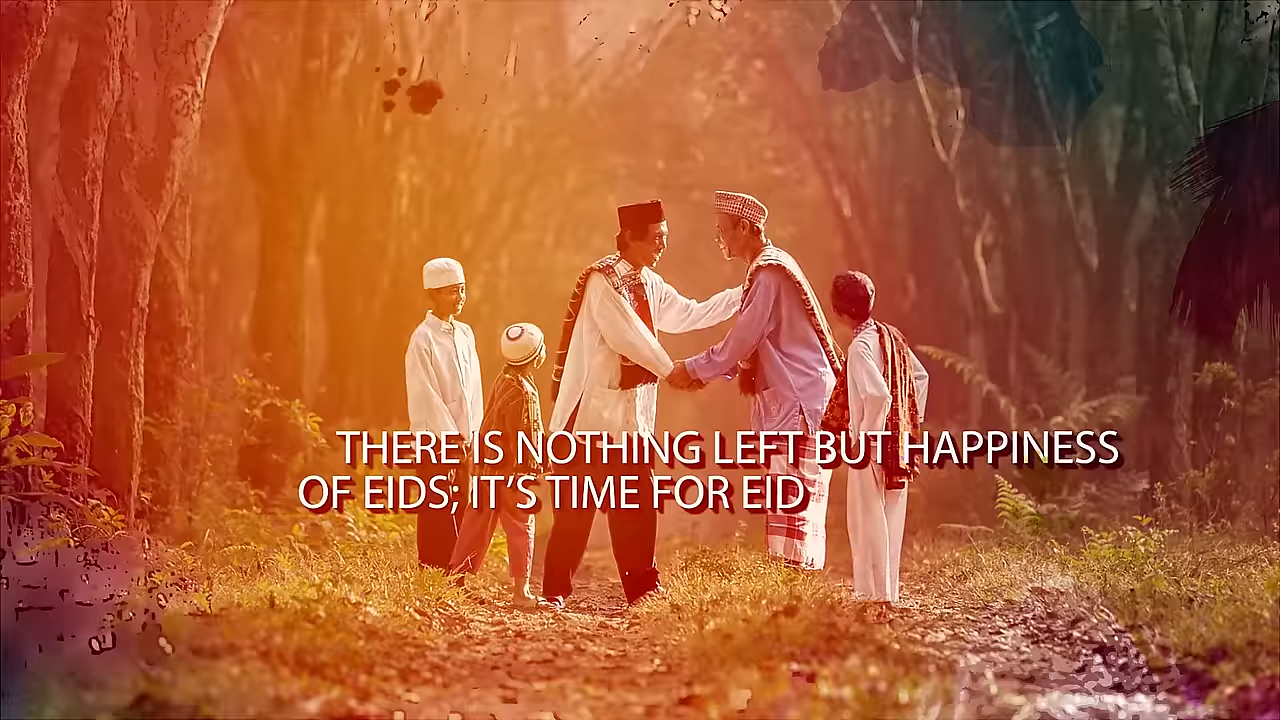 THERE IS NOTHING LEFT BUT HAPPINESS
OF EIDS; IT’S TIME FOR EID